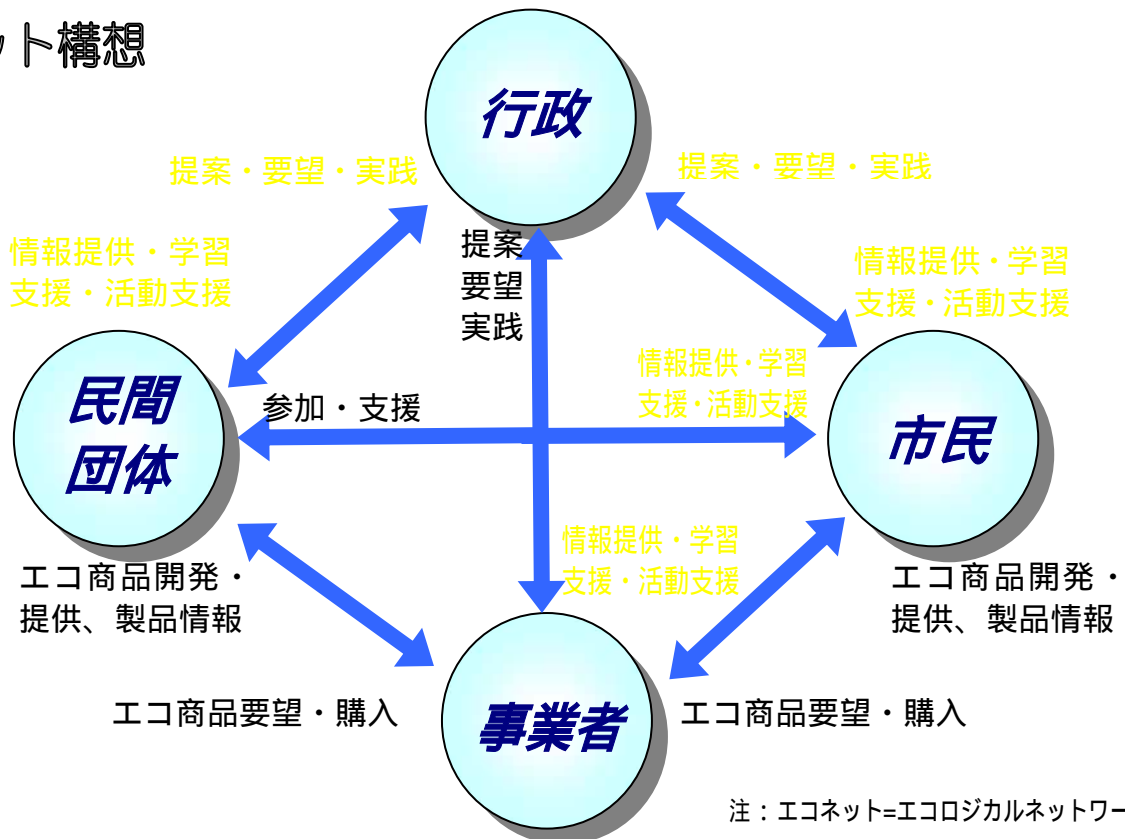 ット構想
行政
提案・要望・実践
提案・要望・実践
情報提供・学習
支援・活動支援
提案
要望
実践
情報提供・学習
支援・活動支援
民間
団体
参加・支援
情報提供・学習
支援・活動支援
市民
情報提供・学習
支援・活動支援
エコ商品開発・
提供、製品情報
エコ商品開発・
提供、製品情報
エコ商品要望・購入
事業者
エコ商品要望・購入
注：エコネット=エコロジカルネットワー